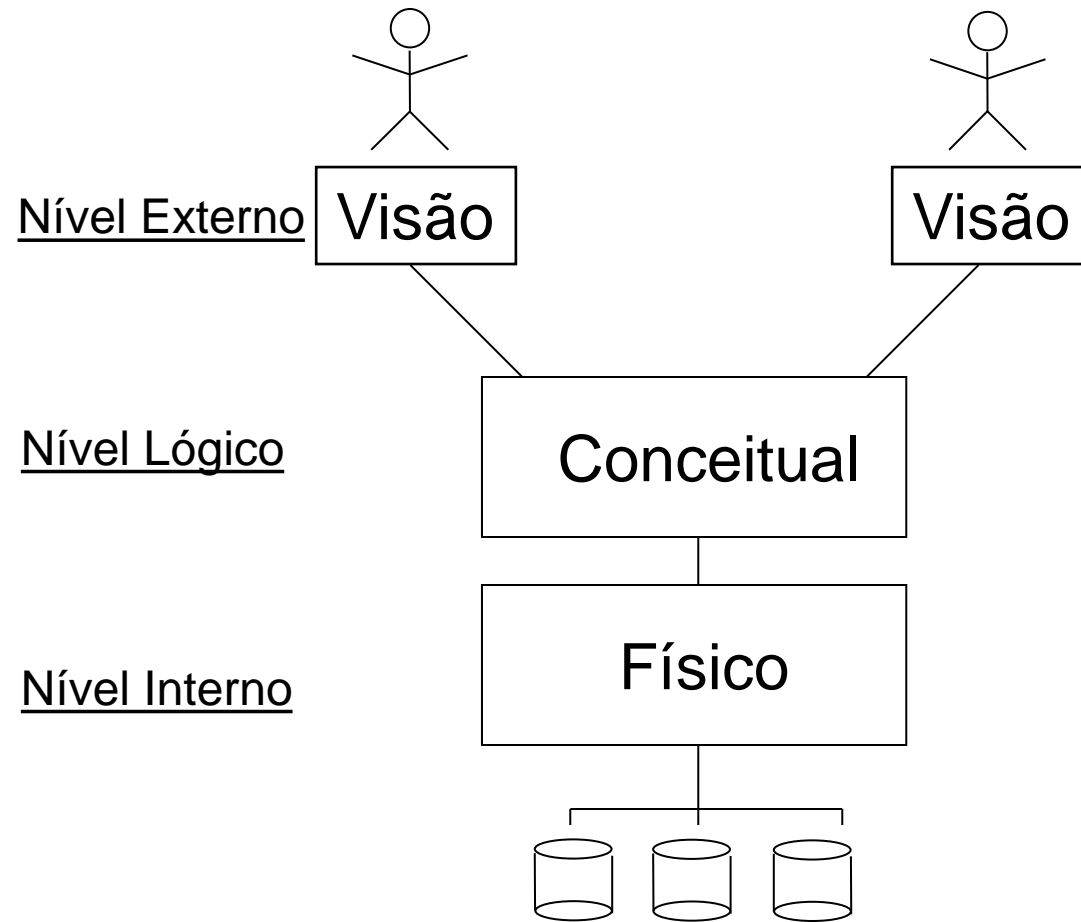 Nível Externo
Visão
Visão
Nível Lógico
Conceitual
Nível Interno
Físico